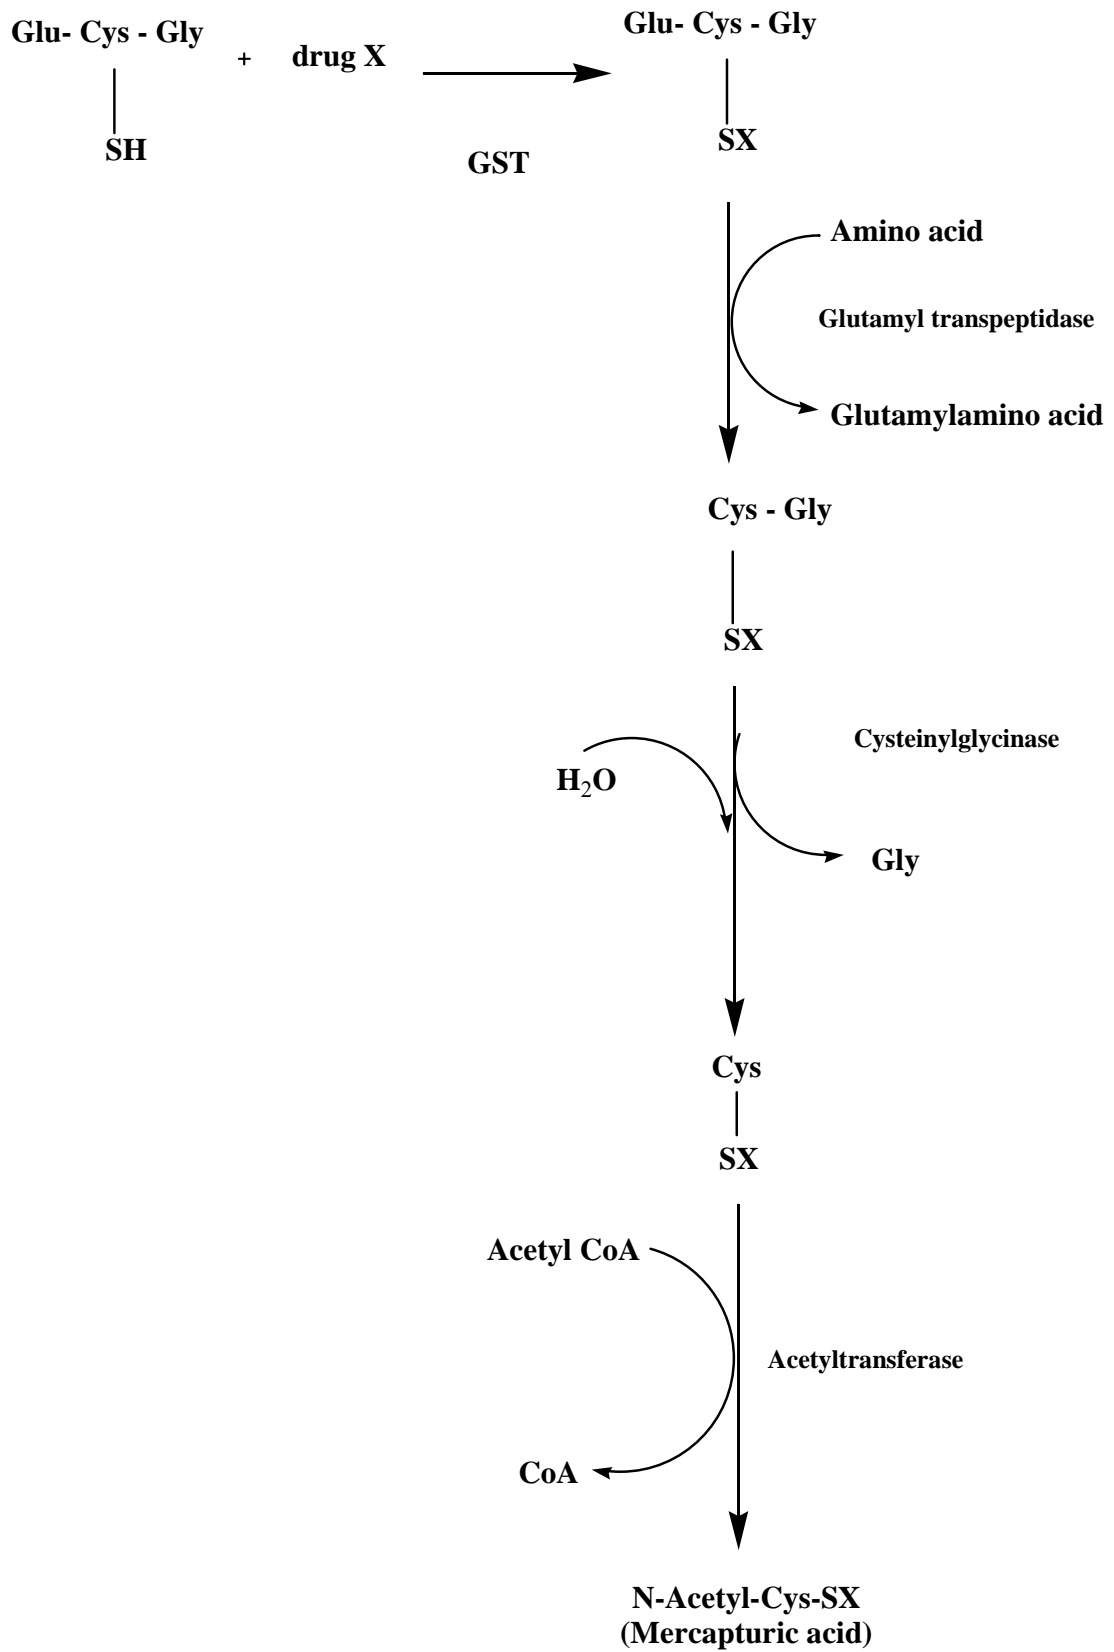 Glu- Cys - Gly
+
drug X
SH
GST
Glu- Cys - Gly
SX
Amino acid
Glutamyl transpeptidase
Glutamylamino acid
Cys - Gly
SX
Cysteinylglycinase
H₂O
Gly
Cys
SX
Acetyl CoA
Acetyltransferase
CoA
N-Acetyl-Cys-SX
(Mercapturic acid)